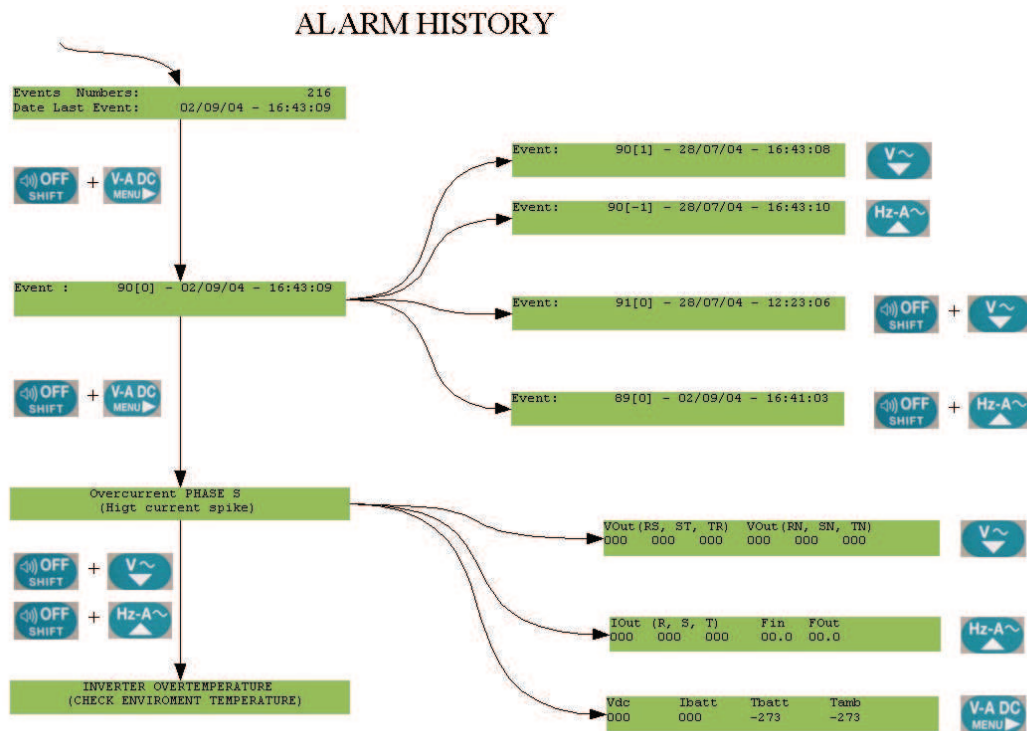 ALARM HISTORY
Events Numbers: 216
Date Last Event: 02/09/04 - 16:43:09
OFF SHIFT + V-A DC MENU
Event: 90[1] - 28/07/04 - 16:43:08
V~
Event: 90[-1] - 28/07/04 - 16:43:10
Hz-A~
Event : 90[0] - 02/09/04 - 16:43:09
Event: 91[0] - 28/07/04 - 12:23:06
OFF SHIFT + V~
OFF SHIFT + V-A DC MENU
Event: 89[0] - 02/09/04 - 16:41:03
OFF SHIFT + Hz-A~
Overcurrent PHASE S
(Higt current spike)
VOut(RS, ST, TR) VOut(RN, SN, TN)
000 000 000 000 000 000
V~
OFF SHIFT + V~
OFF SHIFT + Hz-A~
IOut (R, S, T) Fin FOut
000 000 000 00.0 00.0
Hz-A~
INVERTER OVERTEMPERATURE
(CHECK ENVIROMENT TEMPERATURE)
Vdc Ibatt Tbatt Tamb
000 000 -273 -273
V-A DC MENU